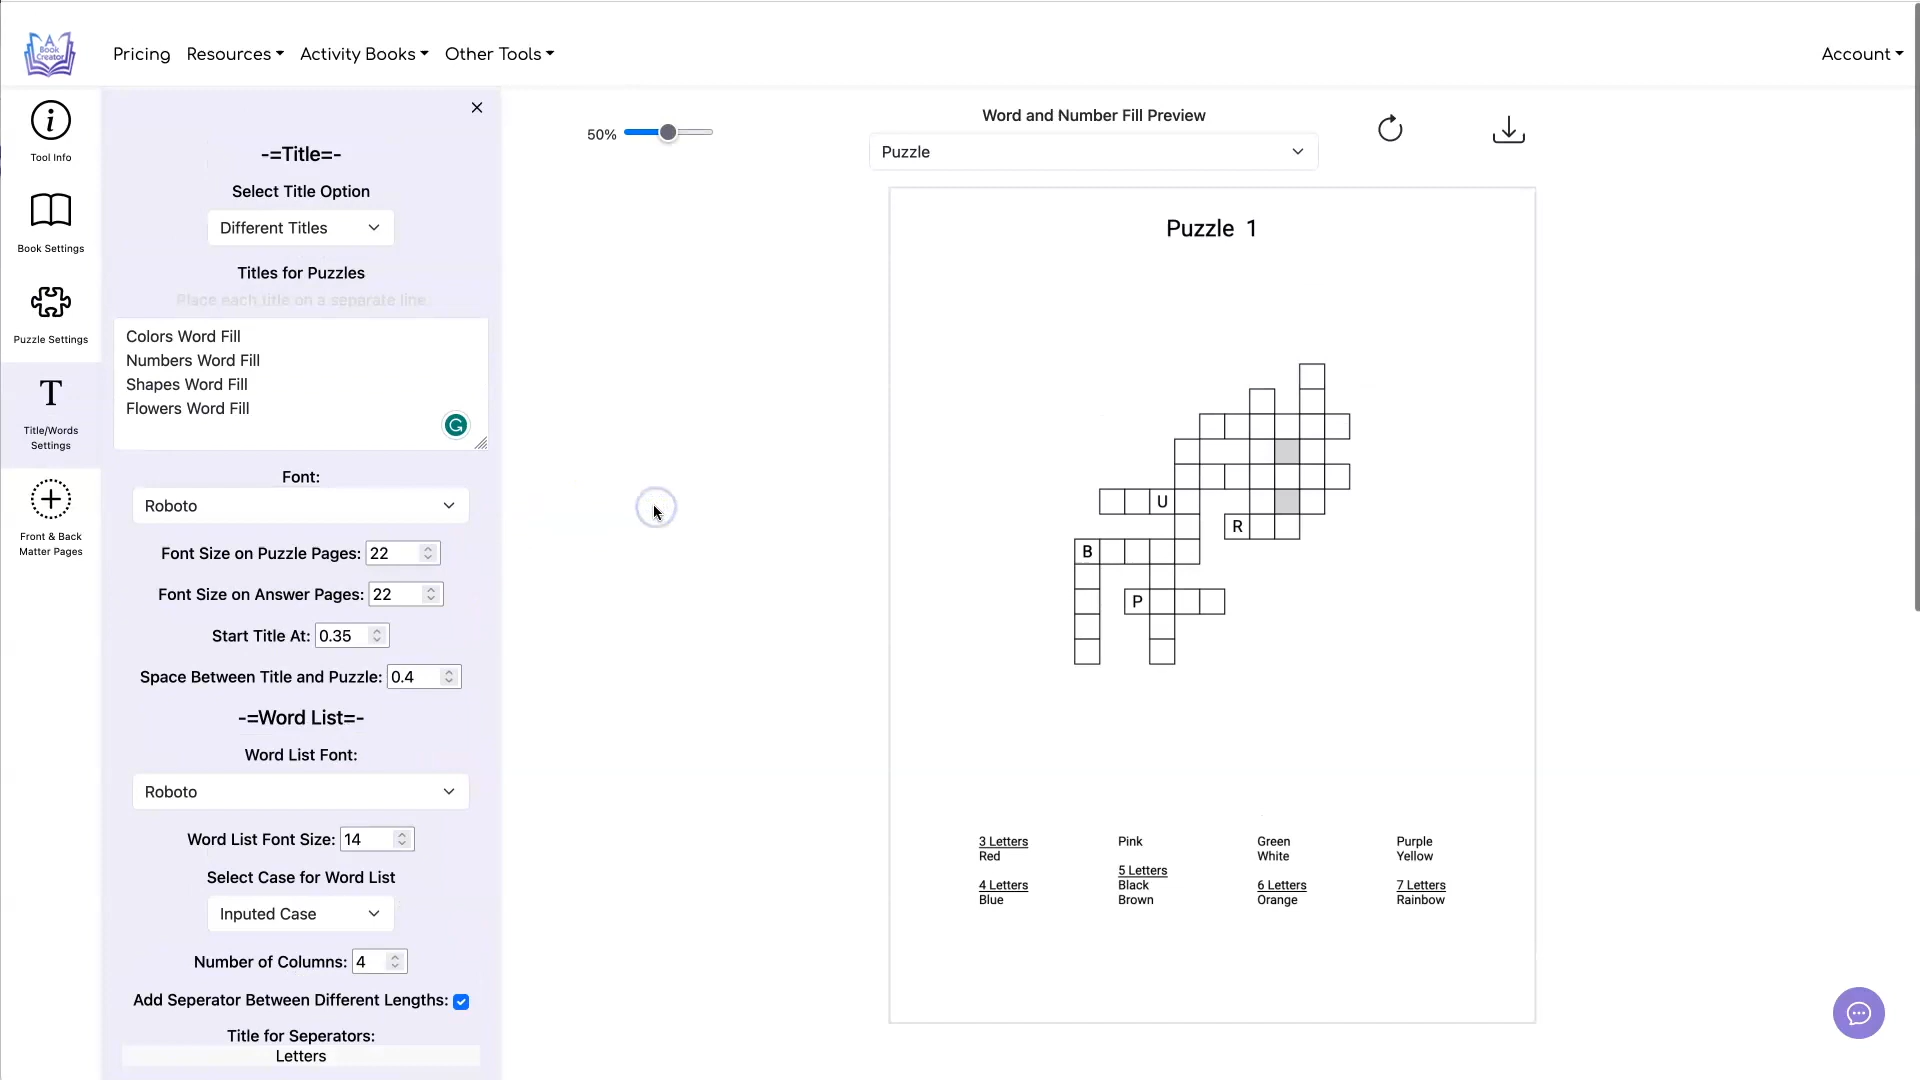 A
Book
Creator
Pricing
Resources
Activity Books
Other Tools
Account
Tool Info
Book Settings
Puzzle Settings
T
Title/Words
Settings
Front & Back
Matter Pages
-=Title=-
Select Title Option
Different Titles
Titles for Puzzles
Place each title on a separate line.
Colors Word Fill
Numbers Word Fill
Shapes Word Fill
Flowers Word Fill
Font:
Roboto
Font Size on Puzzle Pages: 22
Font Size on Answer Pages: 22
Start Title At: 0.35
Space Between Title and Puzzle: 0.4
-=Word List=-
Word List Font:
Roboto
Word List Font Size: 14
Select Case for Word List
Inputed Case
Number of Columns: 4
Add Seperator Between Different Lengths:
Title for Seperators:
Letters
50%
Word and Number Fill Preview
Puzzle
Puzzle 1
U
R
B
P
3 Letters
Red
4 Letters
Blue
Pink
5 Letters
Black
Brown
Green
White
6 Letters
Orange
Purple
Yellow
7 Letters
Rainbow